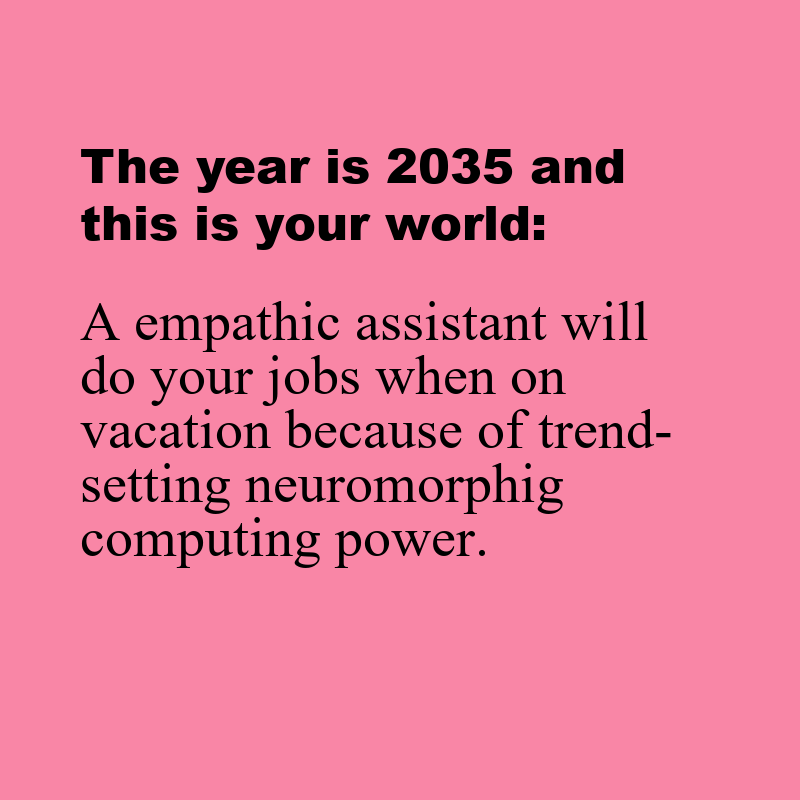 The year is 2035 and
this is your world:
A empathic assistant will
do your jobs when on
vacation because of trend-
setting neuromorphig
computing power.